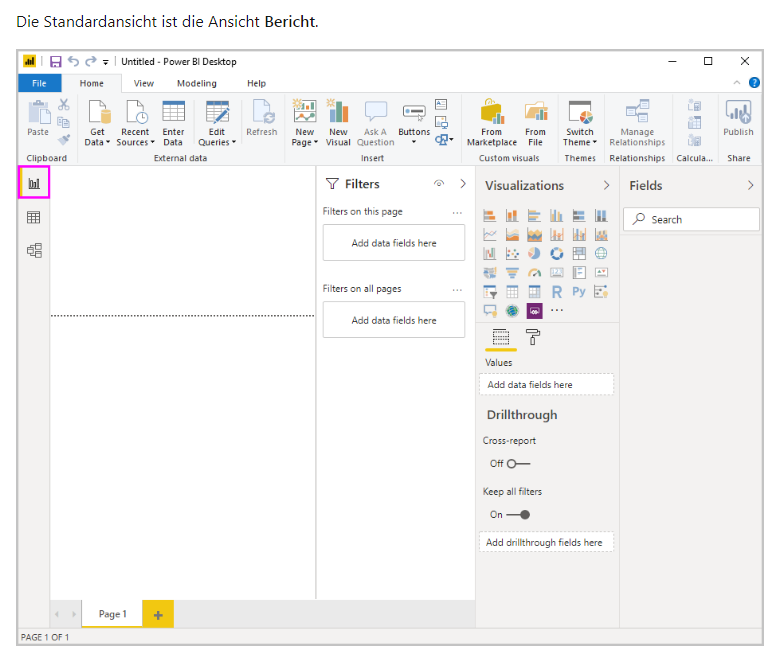 Die Standardansicht ist die Ansicht Bericht.
Untitled - Power BI Desktop
File Home View Modeling Help
Paste
Get Data
Recent Sources
Enter Data
Edit Queries
Refresh
New Page
New Visual
Ask A Question
Buttons
From Marketplace
From File
Switch Theme
Manage Relationships
Publish
Clipboard External data Insert Custom visuals Themes Relationships Calcula... Share
Filters
Filters on this page ...
Add data fields here
Filters on all pages ...
Add data fields here
Visualizations
R Py
...
Values
Add data fields here
Drillthrough
Cross-report
Off
Keep all filters
On
Add drillthrough fields here
Fields
Search
Page 1 +
PAGE 1 OF 1